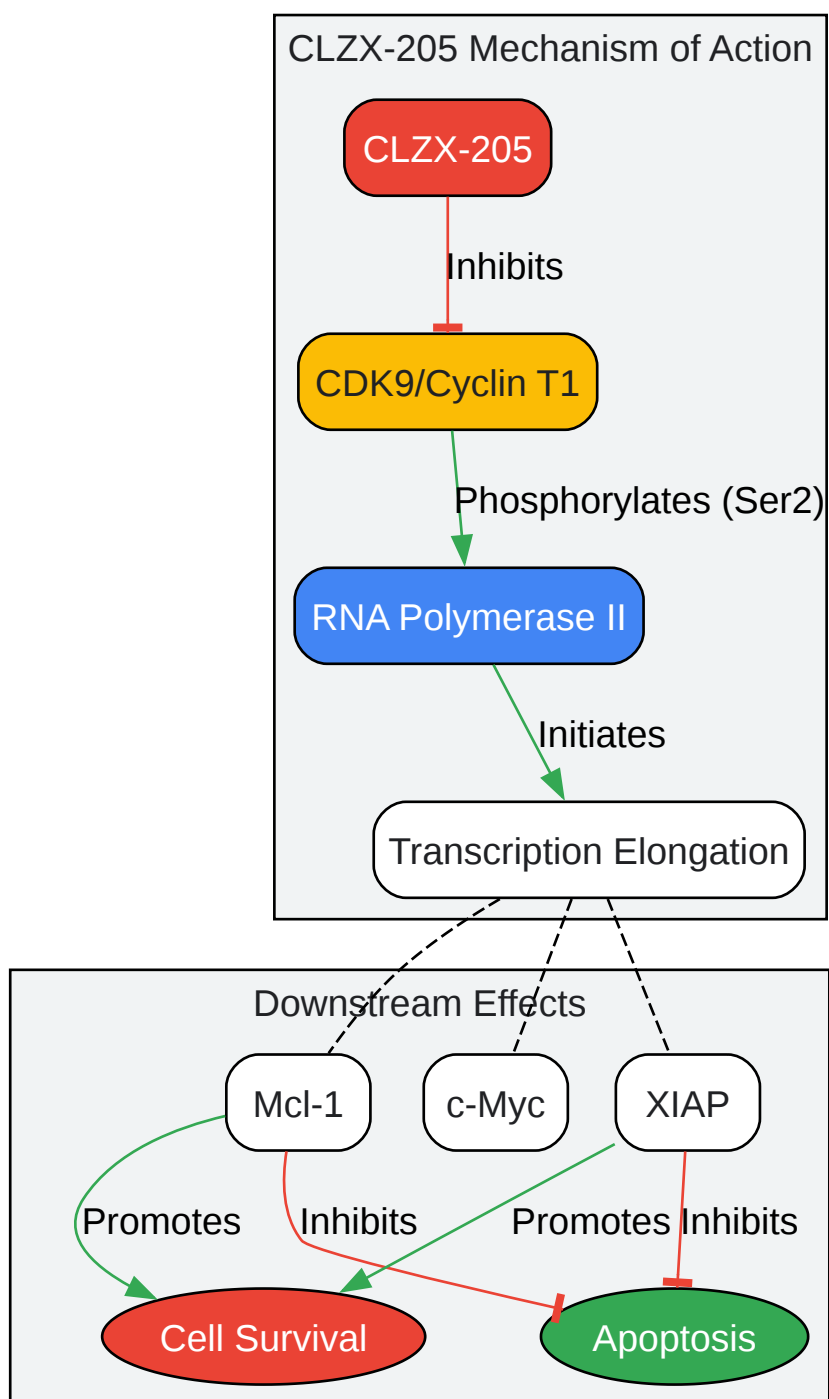 CLZX-205 Mechanism of Action
CLZX-205
Inhibits
CDK9/Cyclin T1
Phosphorylates (Ser2)
RNA Polymerase II
Initiates
Transcription Elongation
Downstream Effects
Mcl-1
c-Myc
XIAP
Promotes
Inhibits
Promotes
Inhibits
Cell Survival
Apoptosis